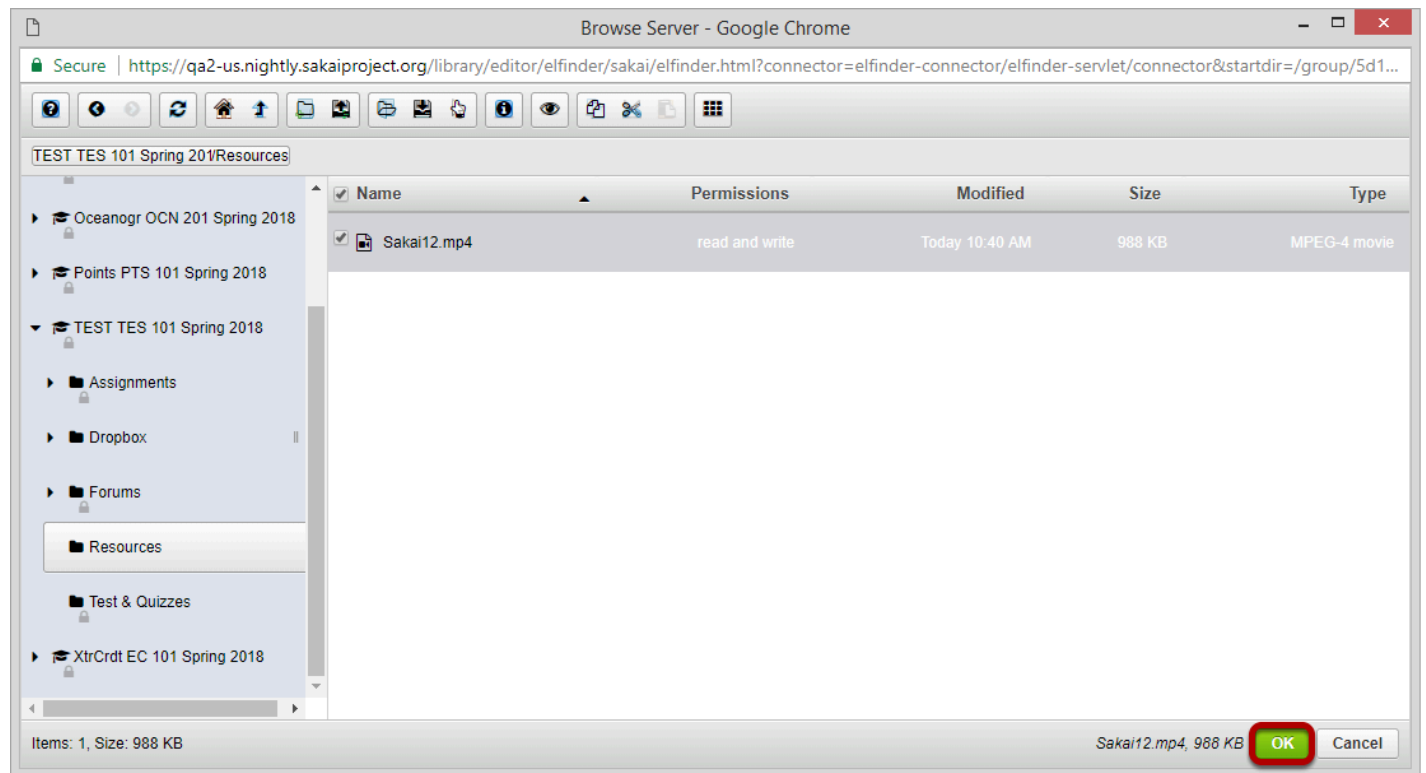 Browse Server - Google Chrome
Secure | https://qa2-us.nightly.sakaiproject.org/library/editor/elfinder/sakai/elfinder.html?connector=elfinder-connector/elfinder-servlet/connector&startdir=/group/5d1...
TEST TES 101 Spring 201/Resources
Name Permissions Modified Size Type
Oceanogr OCN 201 Spring 2018
Sakai12.mp4 read and write Today 10:40 AM 988 KB MPEG-4 movie
Points PTS 101 Spring 2018
TEST TES 101 Spring 2018
Assignments
Dropbox
Forums
Resources
Test & Quizzes
XtrCrdt EC 101 Spring 2018
Items: 1, Size: 988 KB Sakai12.mp4, 988 KB OK Cancel